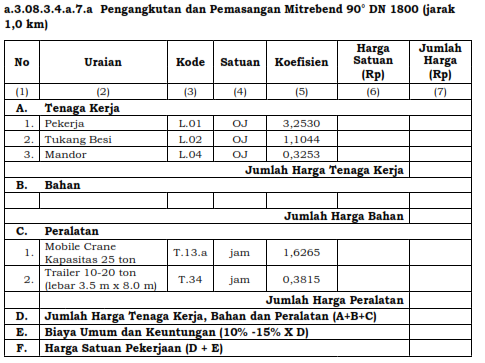 a.3.08.3.4.a.7.a Pengangkutan dan Pemasangan Mitrebend 90° DN 1800 (jarak
1,0 km)
No Uraian Kode Satuan Koefisien Harga Satuan (Rp) Jumlah Harga (Rp)
(1) (2) (3) (4) (5) (6) (7)
A. Tenaga Kerja
1. Pekerja L.01 OJ 3,2530
2. Tukang Besi L.02 OJ 1,1044
3. Mandor L.04 OJ 0,3253
Jumlah Harga Tenaga Kerja
B. Bahan
Jumlah Harga Bahan
C. Peralatan
1. Mobile Crane Kapasitas 25 ton T.13.a jam 1,6265
2. Trailer 10-20 ton (lebar 3.5 m x 8.0 m) T.34 jam 0,3815
Jumlah Harga Peralatan
D. Jumlah Harga Tenaga Kerja, Bahan dan Peralatan (A+B+C)
E. Biaya Umum dan Keuntungan (10% -15% X D)
F. Harga Satuan Pekerjaan (D + E)